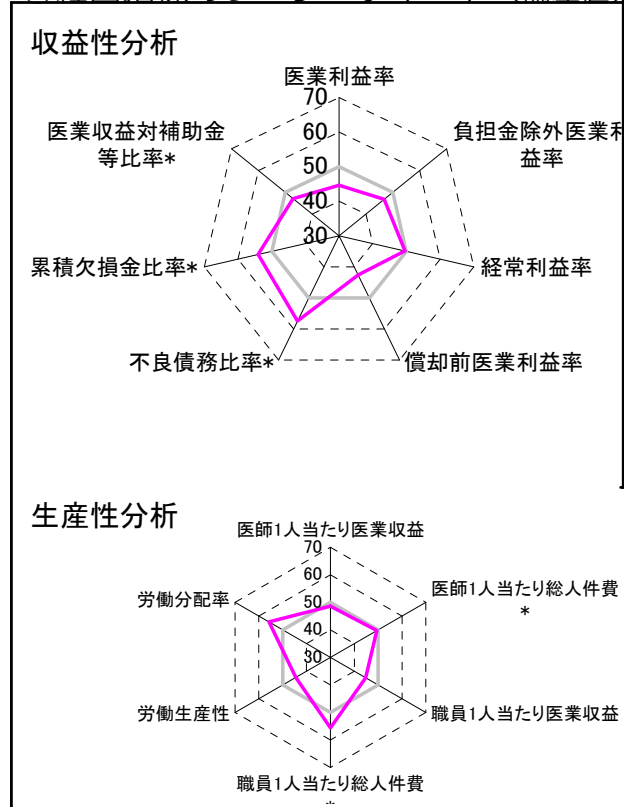 収益性分析
医業利益率
70
60
50
40
30
医業収益対補助金
等比率*
負担金除外医業利
益率
累積欠損金比率*
経常利益率
不良債務比率*
償却前医業利益率
生産性分析
医師1人当たり医業収益
70
60
50
40
30
労働分配率
医師1人当たり総人件費
*
労働生産性
職員1人当たり医業収益
職員1人当たり総人件費
*